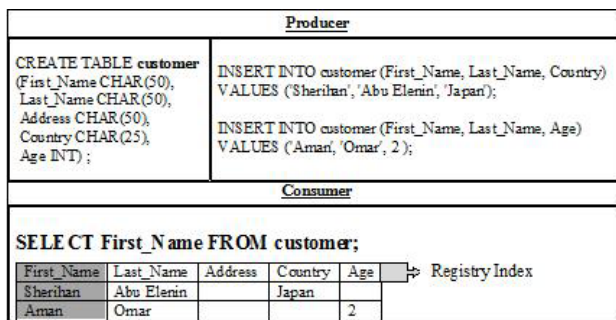 Producer
CREATE TABLE customer
(First_Name CHAR(50),
Last_Name CHAR(50),
Address CHAR(50),
Country CHAR(25),
Age INT) ;
INSERT INTO customer (First_Name, Last_Name, Country)
VALUES ('Sherihan', 'Abu Elenin', 'Japan');
INSERT INTO customer (First_Name, Last_Name, Age)
VALUES ('Aman', 'Omar', 2 );
Consumer
SELECT First_Name FROM customer;
First_Name Last_Name Address Country Age Registry Index
Sherihan Abu Elenin Japan
Aman Omar 2